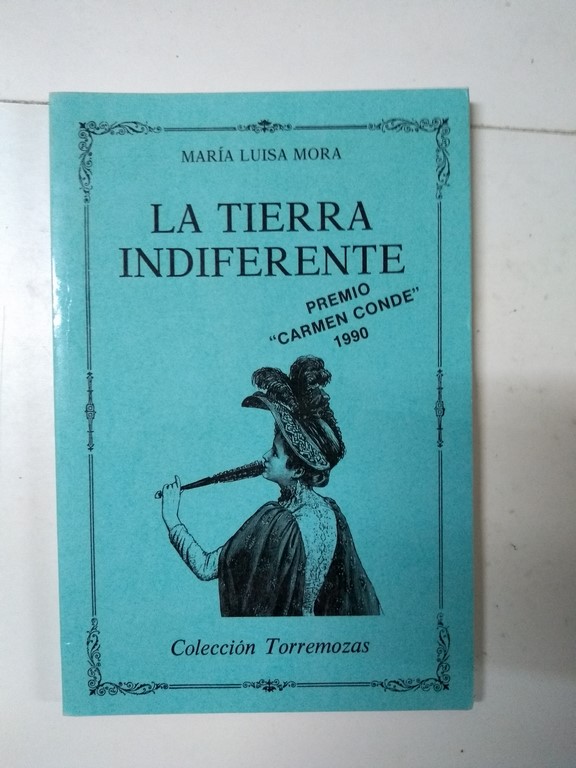 MARÍA LUISA MORA
LA TIERRA
INDIFERENTE
PREMIO
"CARMEN CONDE"
1990
Colección Torremozas